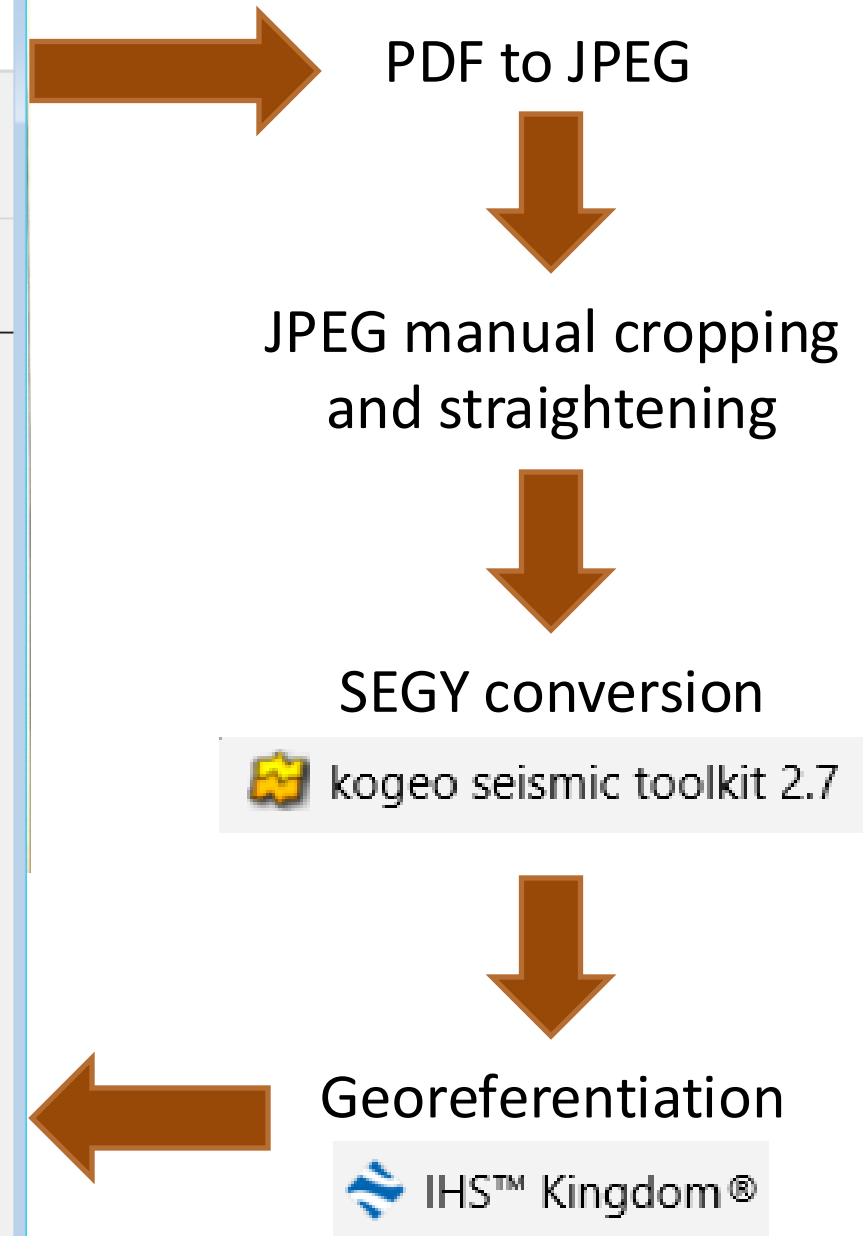 PDF to JPEG
JPEG manual cropping
and straightening
SEGY conversion
kogeo seismic toolkit 2.7
Georeferentiation
IHS™ Kingdom®